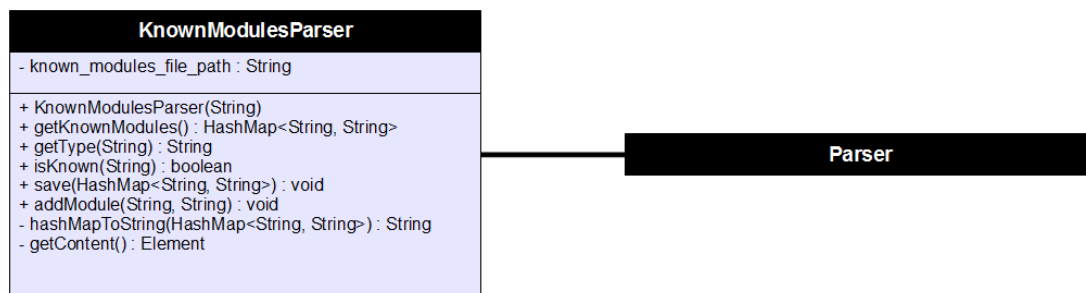 KnownModulesParser
- known_modules_file_path : String
+ KnownModulesParser(String)
+ getKnownModules() : HashMap<String, String>
+ getType(String) : String
+ isKnown(String) : boolean
+ save(HashMap<String, String>) : void
+ addModule(String, String) : void
- hashMapToString(HashMap<String, String>) : String
- getContent() : Element
Parser